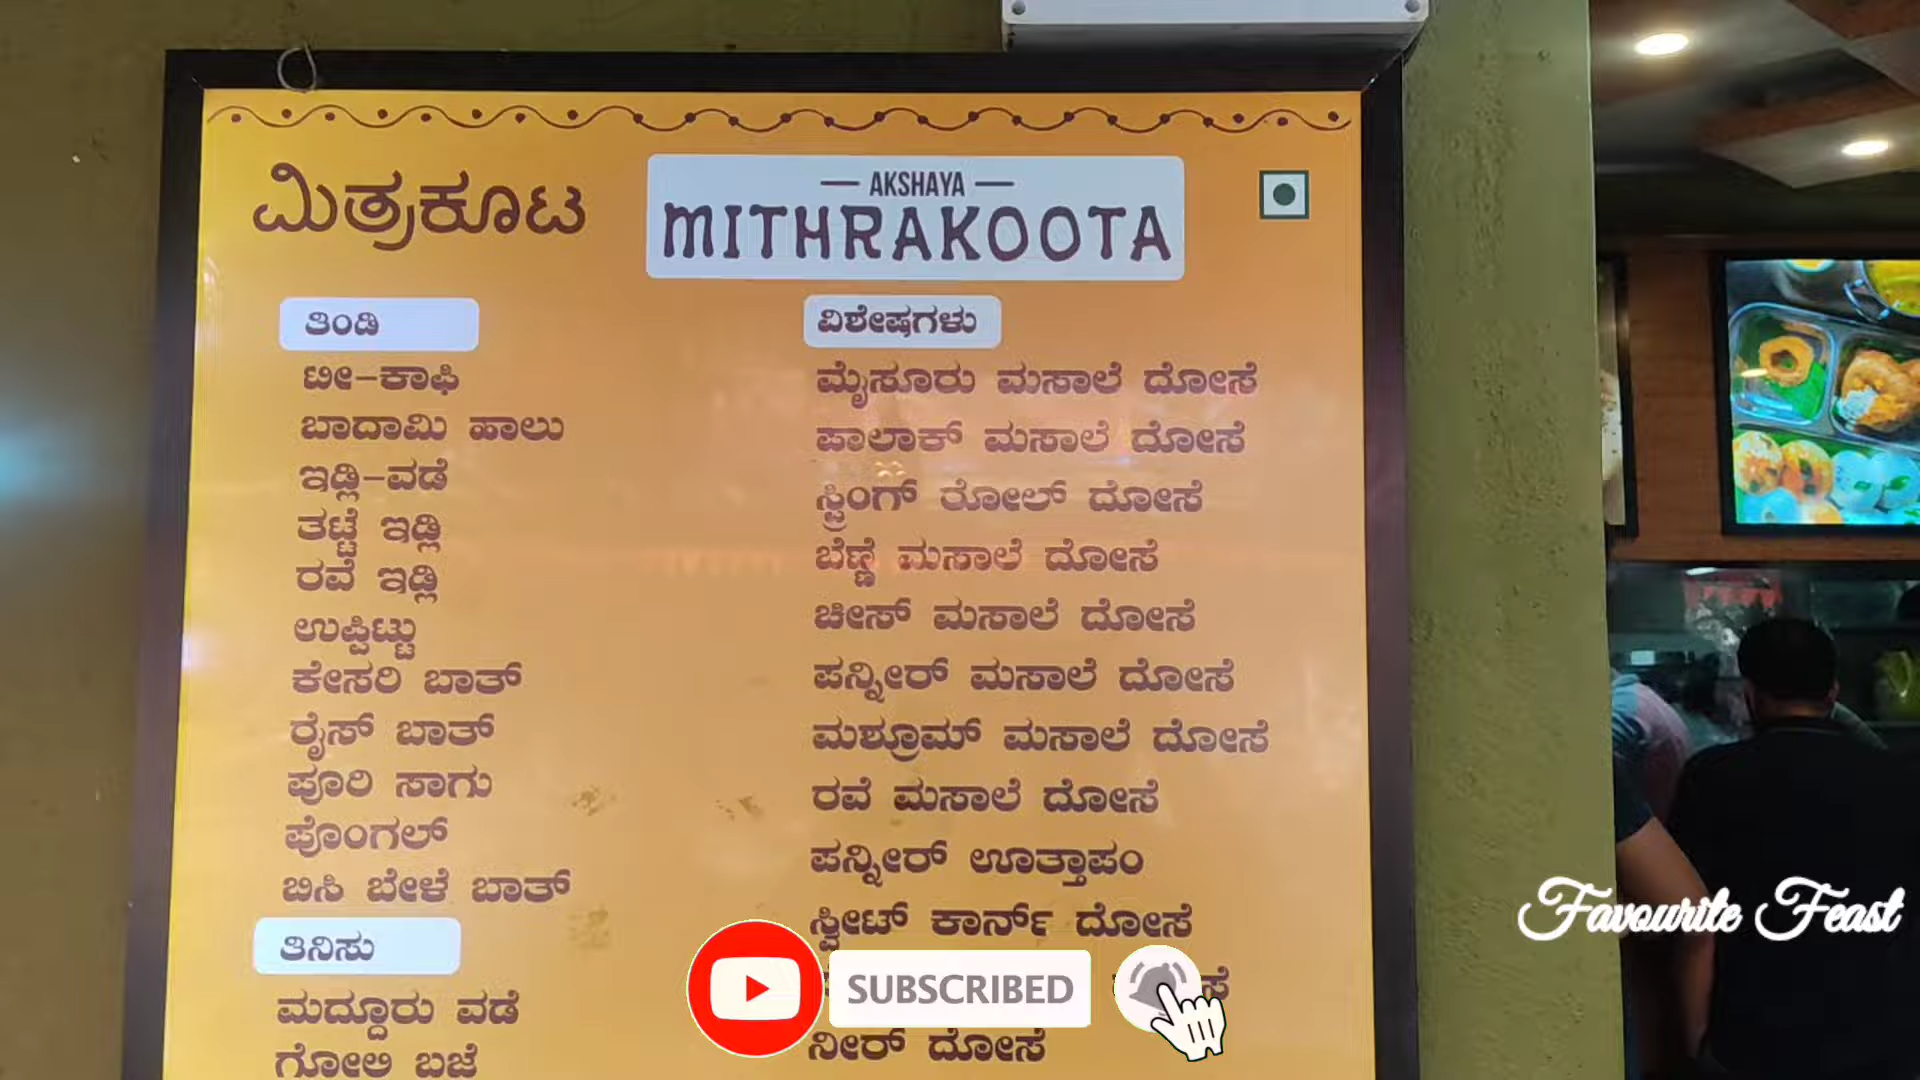 ಮಿತ್ರಕೂಟ
AKSHAYA
MITHRAKOOTA
ತಿಂಡಿ
ಟೀ-ಕಾಫಿ
ಬಾದಾಮಿ ಹಾಲು
ಇಡ್ಲಿ-ವಡೆ
ತಟ್ಟೆ ಇಡ್ಲಿ
ರವೆ ಇಡ್ಲಿ
ಉಪ್ಪಿಟ್ಟು
ಕೇಸರಿ ಬಾತ್
ರೈಸ್ ಬಾತ್
ಪೂರಿ ಸಾಗು
ಪೊಂಗಲ್
ಬಿಸಿ ಬೇಳೆ ಬಾತ್
ತಿನಿಸು
ಮದ್ದೂರು ವಡೆ
ಗೋಲಿ ಬಜೆ
ವಿಶೇಷಗಳು
ಮೈಸೂರು ಮಸಾಲೆ ದೋಸೆ
ಪಾಲಾಕ್ ಮಸಾಲೆ ದೋಸೆ
ಸ್ಪ್ರಿಂಗ್ ರೋಲ್ ದೋಸೆ
ಬೆಣ್ಣೆ ಮಸಾಲೆ ದೋಸೆ
ಚೀಸ್ ಮಸಾಲೆ ದೋಸೆ
ಪನ್ನೀರ್ ಮಸಾಲೆ ದೋಸೆ
ಮಶ್ರೂಮ್ ಮಸಾಲೆ ದೋಸೆ
ರವೆ ಮಸಾಲೆ ದೋಸೆ
ಪನ್ನೀರ್ ಊತ್ತಾಪಂ
ಸ್ವೀಟ್ ಕಾರ್ನ್ ದೋಸೆ
ನೀರ್ ದೋಸೆ
SUBSCRIBED
Favourite Feast